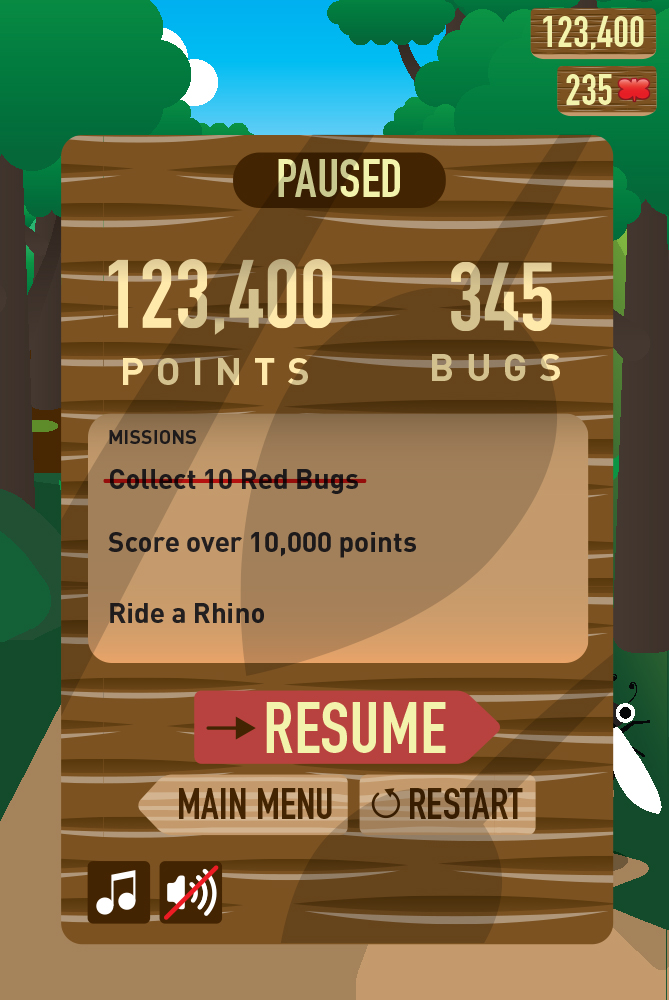 123,400
235
PAUSED
123,400
345
POINTS
BUGS
MISSIONS
Collect 10 Red Bugs
Score over 10,000 points
Ride a Rhino
RESUME
MAIN MENU
RESTART